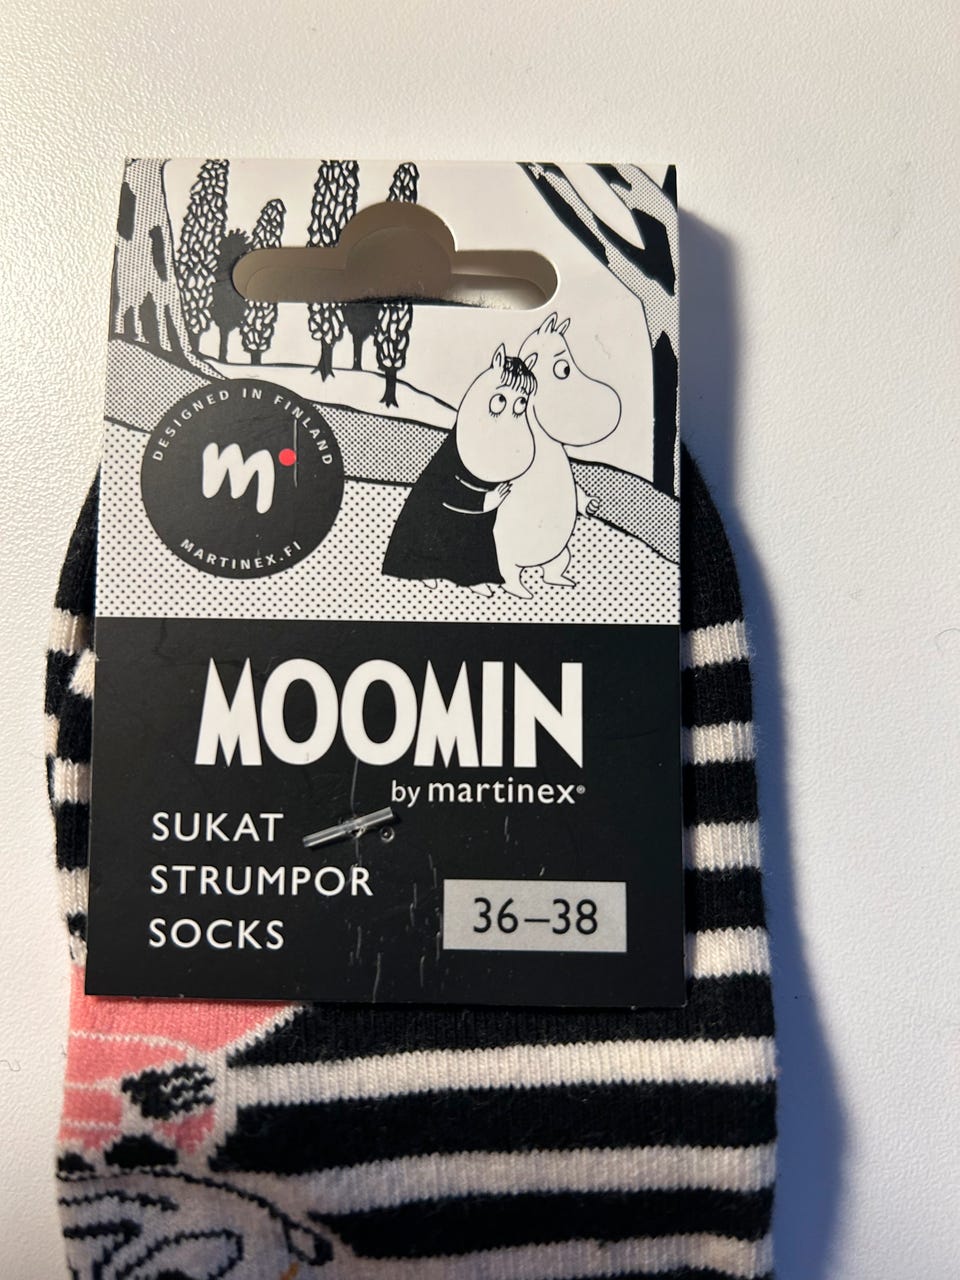 DESIGNED IN FINLAND
m
MARTINEX.FI
MOOMIN
by martinex®
SUKAT
STRUMPOR
SOCKS
36–38